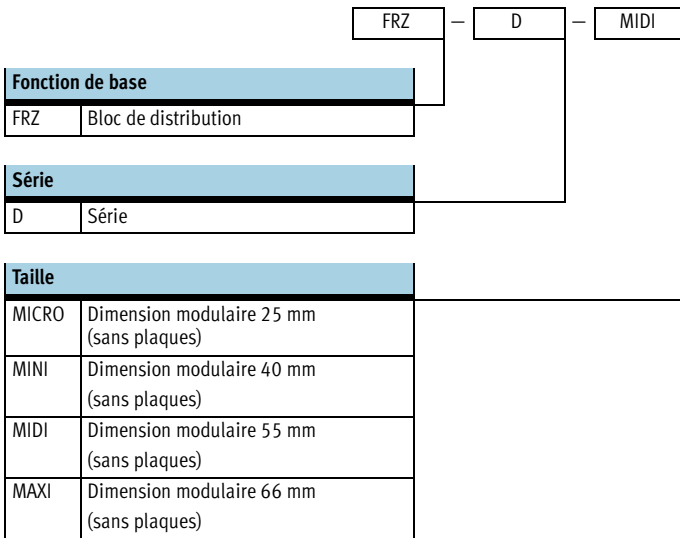 FRZ — D — MIDI
Fonction de base
FRZ Bloc de distribution
Série
D Série
Taille
MICRO Dimension modulaire 25 mm
(sans plaques)
MINI Dimension modulaire 40 mm
(sans plaques)
MIDI Dimension modulaire 55 mm
(sans plaques)
MAXI Dimension modulaire 66 mm
(sans plaques)